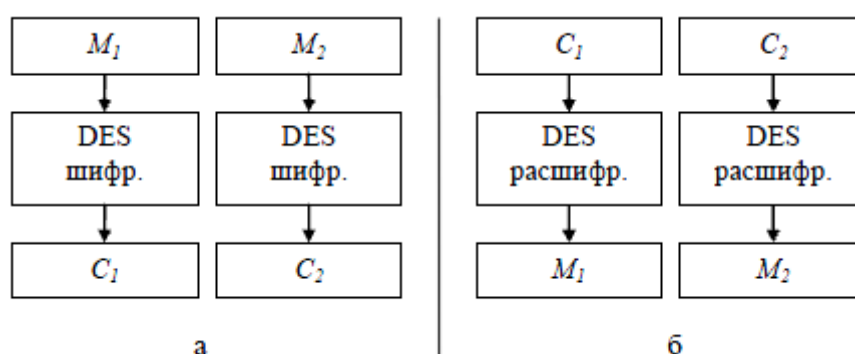 M₁
M₂
DES
шифр.
DES
шифр.
C₁
C₂
а
C₁
C₂
DES
расшифр.
DES
расшифр.
M₁
M₂
б